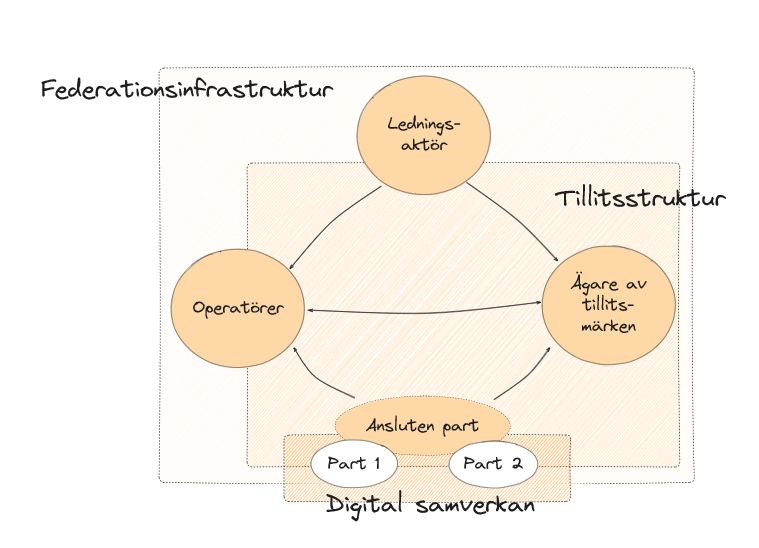 Federationsinfrastruktur
Lednings-
aktör
Tillitsstruktur
Operatörer
Ägare av
tillits-
märken
Ansluten part
Part 1
Part 2
Digital samverkan